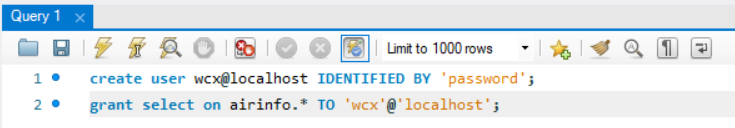 Query 1
Limit to 1000 rows
1 create user wcx@localhost IDENTIFIED BY 'password';
2 grant select on airinfo.* TO 'wcx'@'localhost';